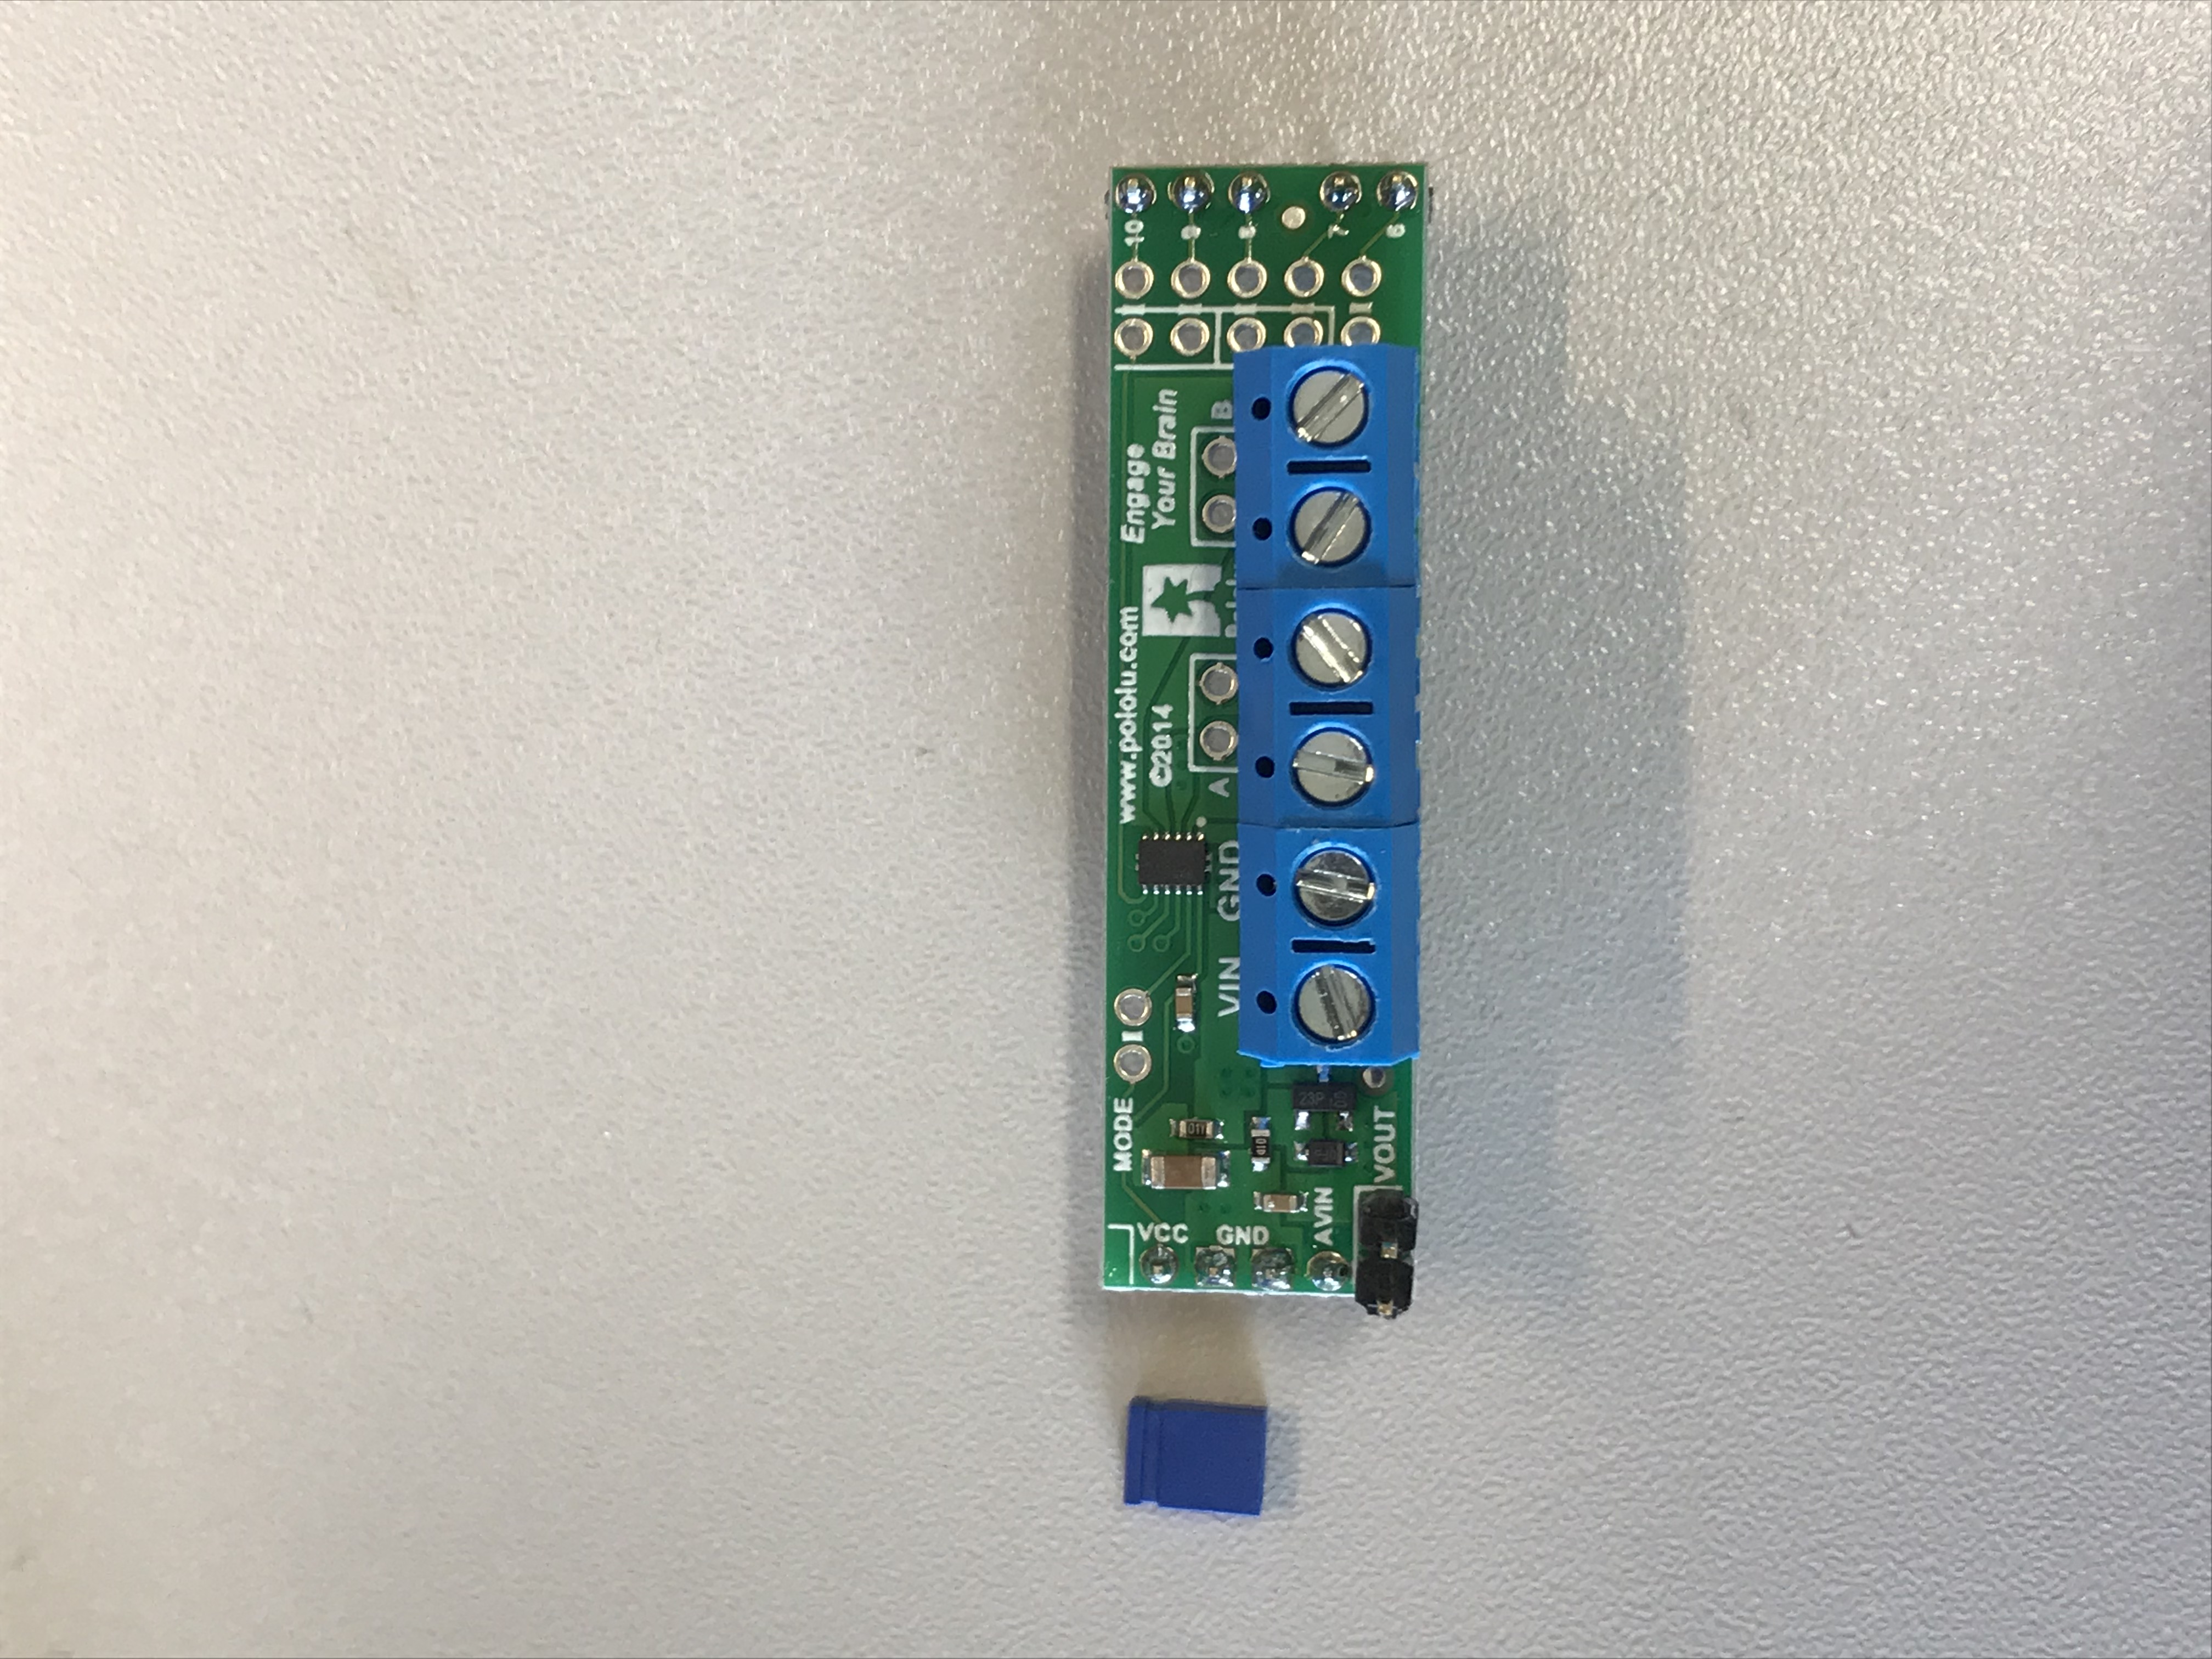 MODE
www.pololu.com
©2014
Engage
Your Brain
10
9
8
7
6
VCC
GND
AVIN
VOUT
VIN
GND
A
B
Pololu